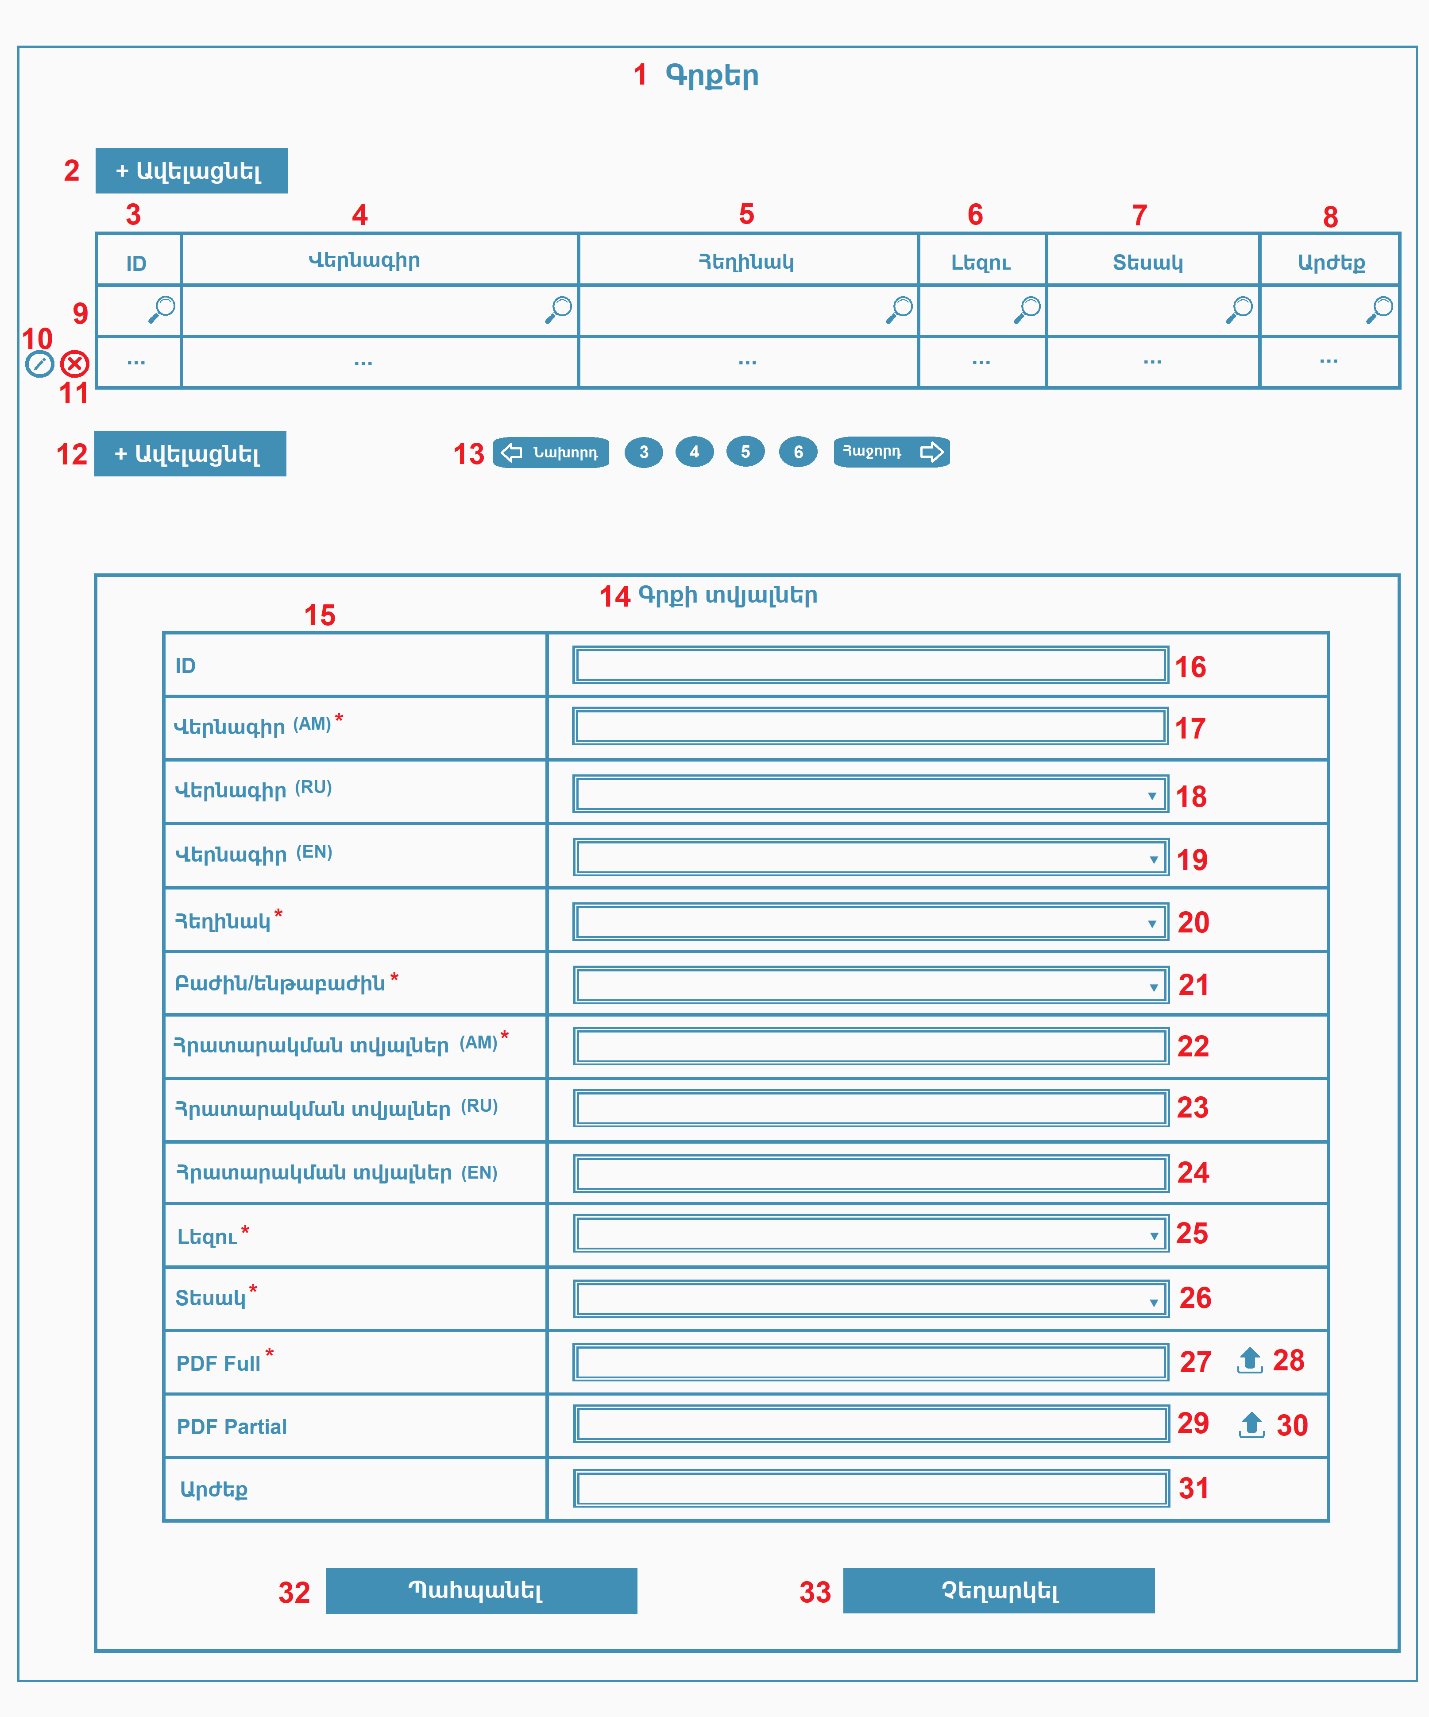 1 Գրքեր
2 + Ավելացնել
3 4 5 6 7 8
ID Վերնագիր Հեղինակ Լեզու Տեսակ Արժեք
9
10
... ... ... ... ... ...
11
12 + Ավելացնել 13 Նախորդ 3 4 5 6 Հաջորդ
14 Գրքի տվյալներ
15
ID 16
Վերնագիր (AM) * 17
Վերնագիր (RU) 18
Վերնագիր (EN) 19
Հեղինակ * 20
Բաժին/ենթաբաժին * 21
Հրատարակման տվյալներ (AM) * 22
Հրատարակման տվյալներ (RU) 23
Հրատարակման տվյալներ (EN) 24
Լեզու * 25
Տեսակ * 26
PDF Full * 27 28
PDF Partial 29 30
Արժեք 31
32 Պահպանել 33 Չեղարկել